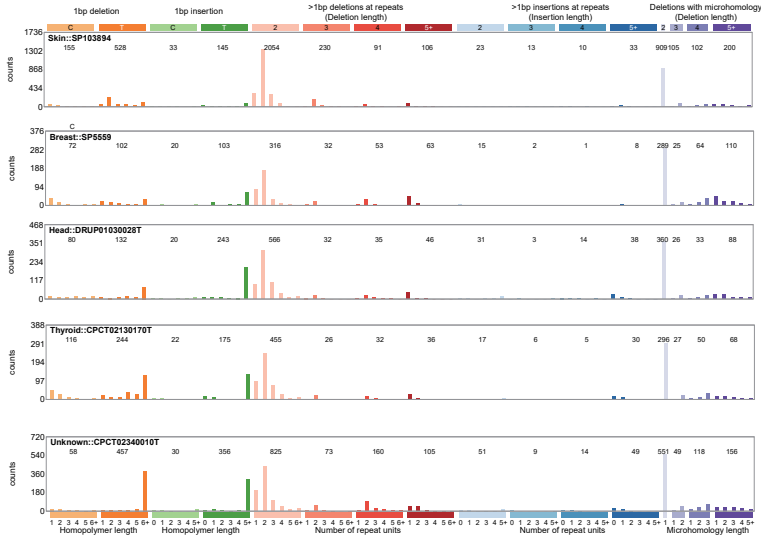 1bp deletion 1bp insertion >1bp deletions at repeats (Deletion length) >1bp insertions at repeats (Insertion length) Deletions with microhomology (Deletion length)
C T C T 2 3 4 5+ 2 3 4 5+ 2 3 4 5+
Skin::SP103894
155 528 33 145 2054 230 91 106 23 13 10 33 909 105 102 200
1736
1302
868
434
0
counts
C
Breast::SP5559
72 102 20 103 316 32 53 63 15 2 1 8 289 25 64 110
376
282
188
94
0
counts
Head::DRUP01030028T
80 132 20 243 566 32 35 46 31 3 14 38 360 26 33 88
468
351
234
117
0
counts
Thyroid::CPCT02130170T
116 244 22 175 455 26 32 36 17 6 5 30 296 27 50 68
388
291
194
97
0
counts
Unknown::CPCT02340010T
58 457 30 356 825 73 160 105 51 9 14 49 551 49 118 156
720
540
360
180
0
counts
1 2 3 4 5 6+ 1 2 3 4 5 6+ 0 1 2 3 4 5+ 0 1 2 3 4 5+ 1 2 3 4 5 6+ 1 2 3 4 5 6+ 1 2 3 4 5 6+ 1 2 3 4 5 6+ 0 1 2 3 4 5+ 0 1 2 3 4 5+ 0 1 2 3 4 5+ 0 1 2 3 4 5+ 1 1 2 1 2 3 1 2 3 4 5+
Homopolymer length Homopolymer length Number of repeat units Number of repeat units Microhomology length